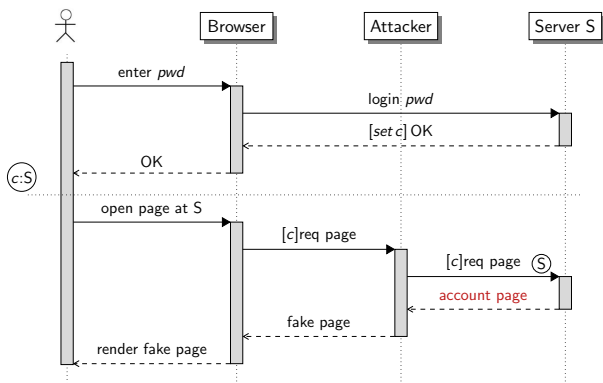 Browser
Attacker
Server S
enter pwd
login pwd
[set c] OK
OK
c:S
open page at S
[c]req page
[c]req page
S
account page
fake page
render fake page